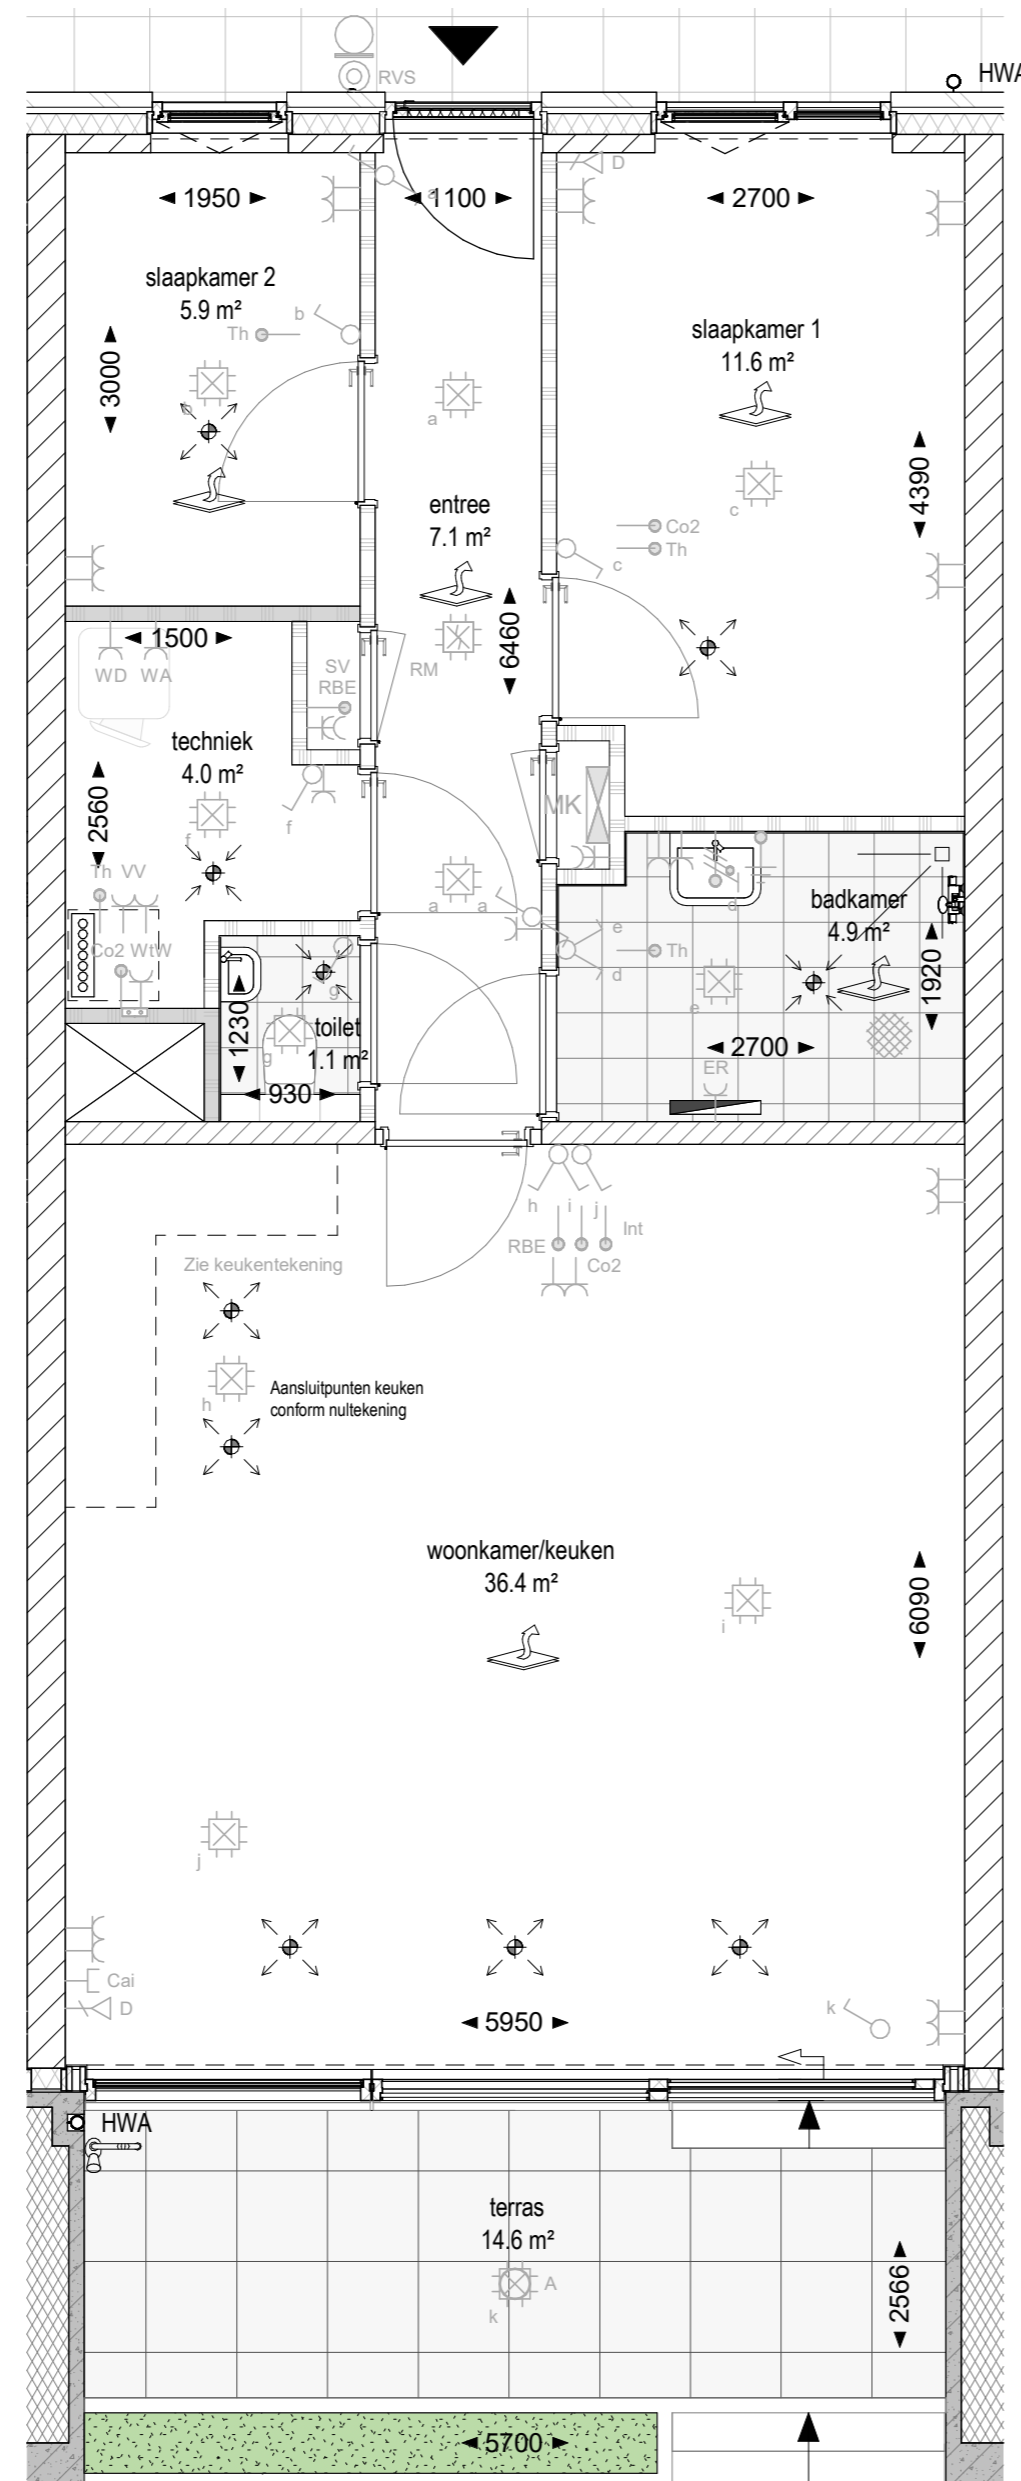 RVS
HWA
D
a
1950
1100
2700
slaapkamer 2
5.9 m²
b
Th
slaapkamer 1
11.6 m²
3000
b
a
4390
c
entree
7.1 m²
Co2
Th
c
6460
1500
WD
WA
SV
RBE
RM
techniek
4.0 m²
2560
f
f
MK
Th
VV
a
a
d
badkamer
4.9 m²
e
d
Th
Co2
WtW
1920
g
e
1230
toilet
1.1 m²
g
2700
930
ER
h
i
j
Int
RBE
Co2
Zie keukentekening
h
Aansluitpunten keuken
conform nultekening
woonkamer/keuken
36.4 m²
6090
i
j
Cai
D
5950
k
HWA
terras
14.6 m²
A
k
2566
5700